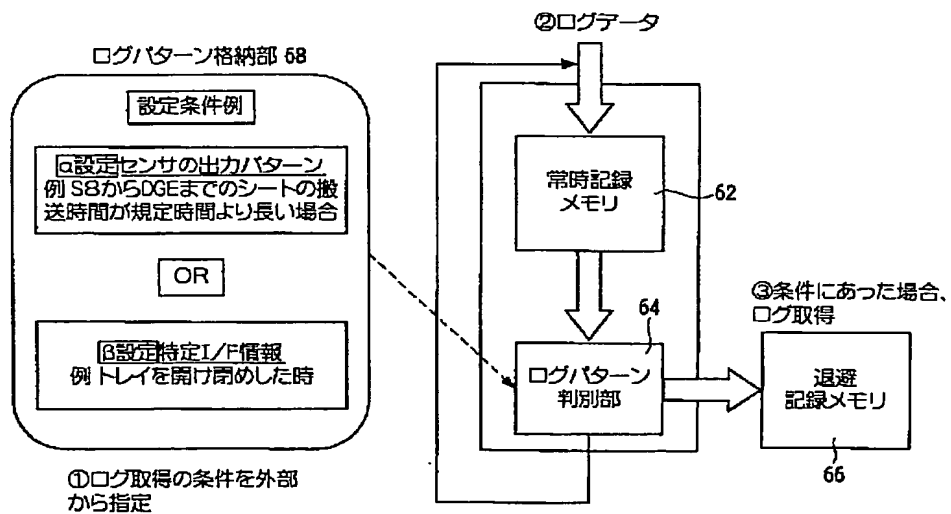 ログパターン格納部 68
設定条件例
α設定センサの出力パターン
例 S8からDGEまでのシートの搬
送時間が規定時間より長い場合
OR
β設定特定I/F情報
例 トレイを開け閉めした時
①ログ取得の条件を外部
から指定
②ログデータ
常時記録
メモリ
62
64
ログパターン
判別部
③条件にあった場合、
ログ取得
退避
記録メモリ
66